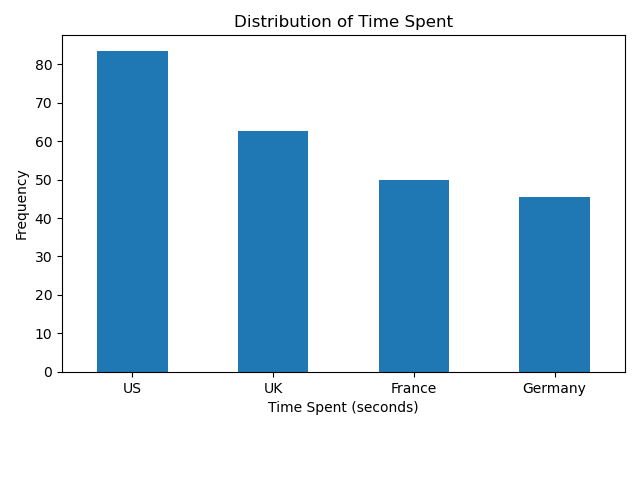 Distribution of Time Spent
Frequency
80
70
60
50
40
30
20
10
0
US UK France Germany
Time Spent (seconds)